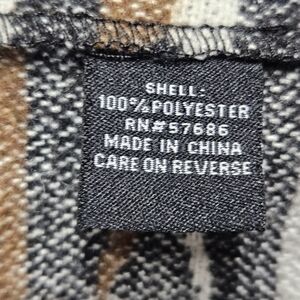 SHELL:
100%POLYESTER
RN#57686
MADE IN CHINA
CARE ON REVERSE